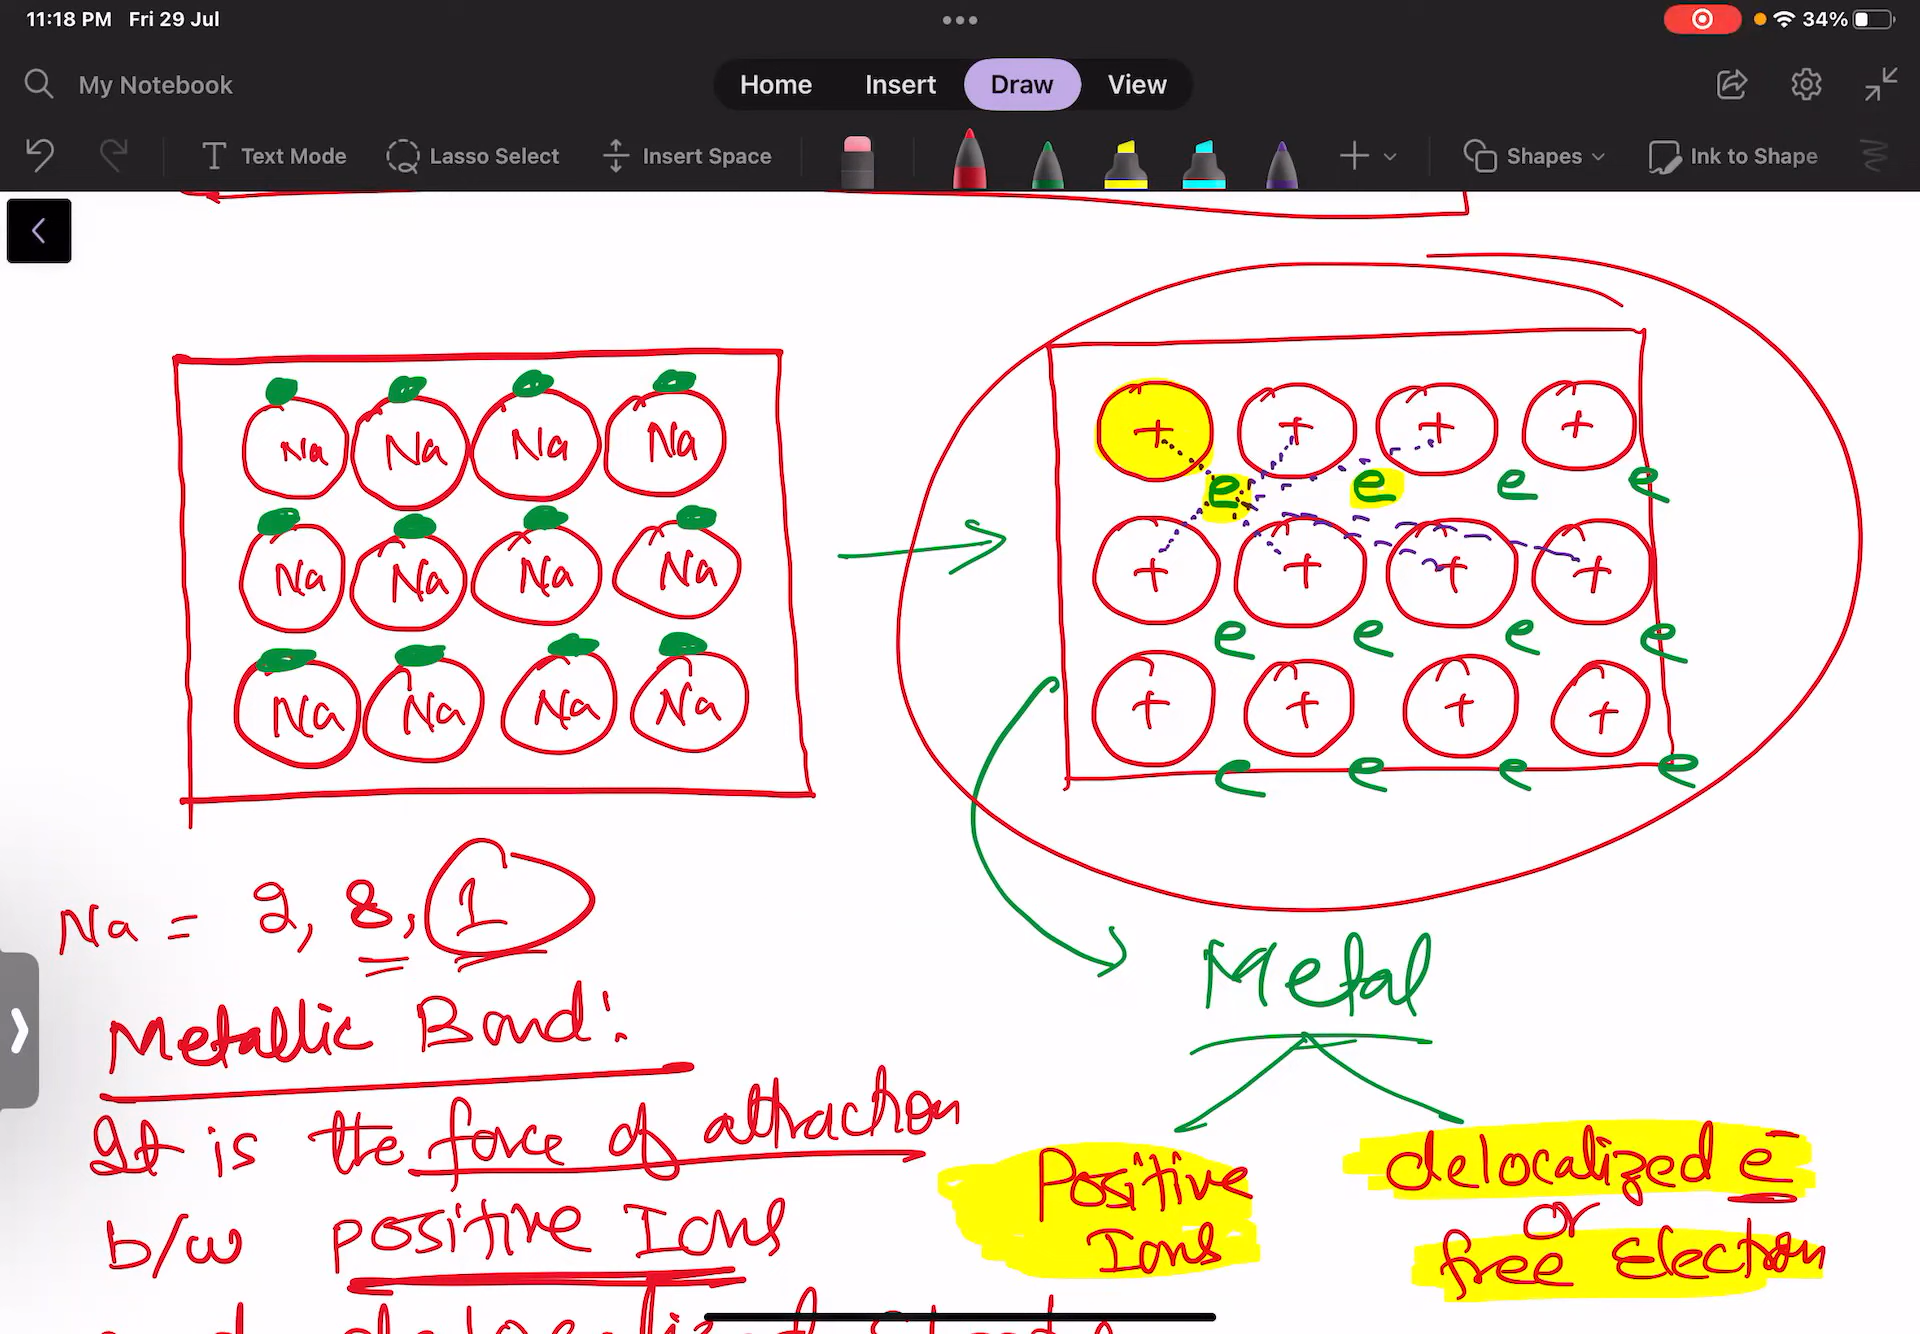 11:18 PM Fri 29 Jul
34%
My Notebook
Home Insert Draw View
Text Mode Lasso Select Insert Space Shapes Ink to Shape
Na Na Na Na
Na Na Na Na
Na Na Na Na
+ + + +
e e e e
+ + + +
e e e e
+ + + +
e e e e
Na = 2, 8, 1
Metal
Metallic Bond:
It is the force of attraction
b/w positive Ions
Positive
Ions
delocalized e-
or
free Electron